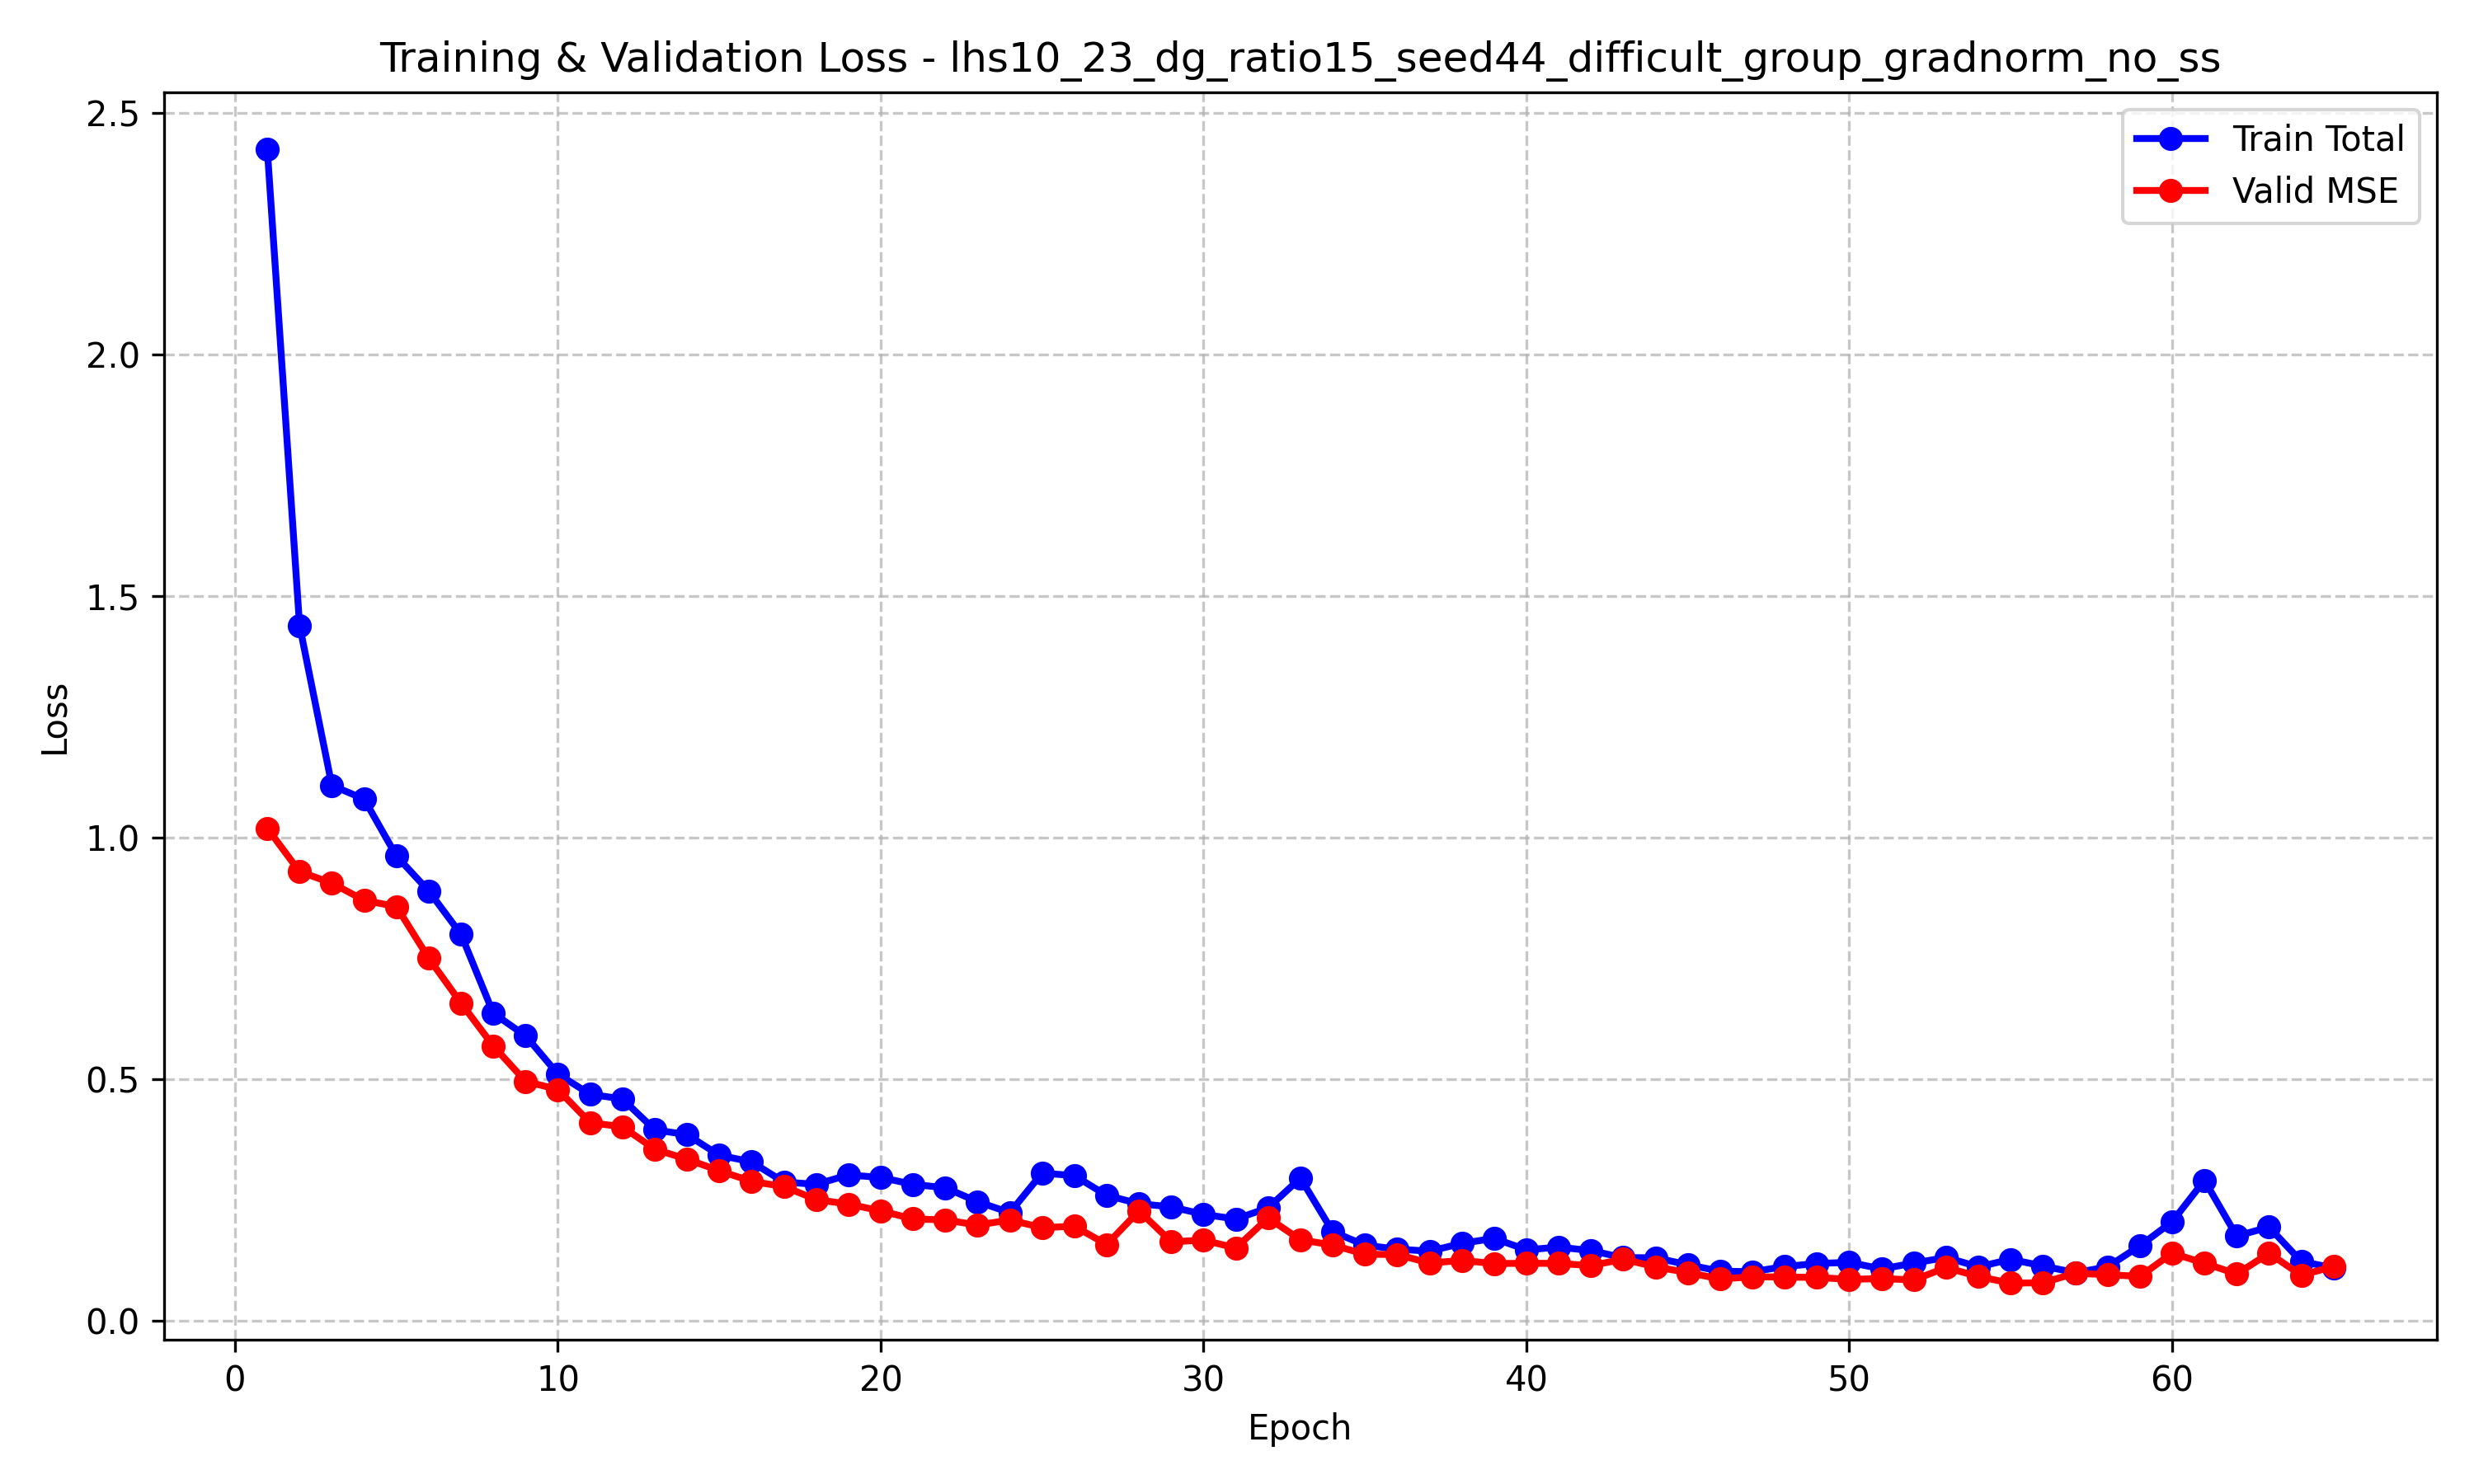 Training & Validation Loss - lhs10_23_dg_ratio15_seed44_difficult_group_gradnorm_no_ss
Train Total
Valid MSE
2.5
2.0
1.5
1.0
0.5
0.0
Loss
0 10 20 30 40 50 60
Epoch